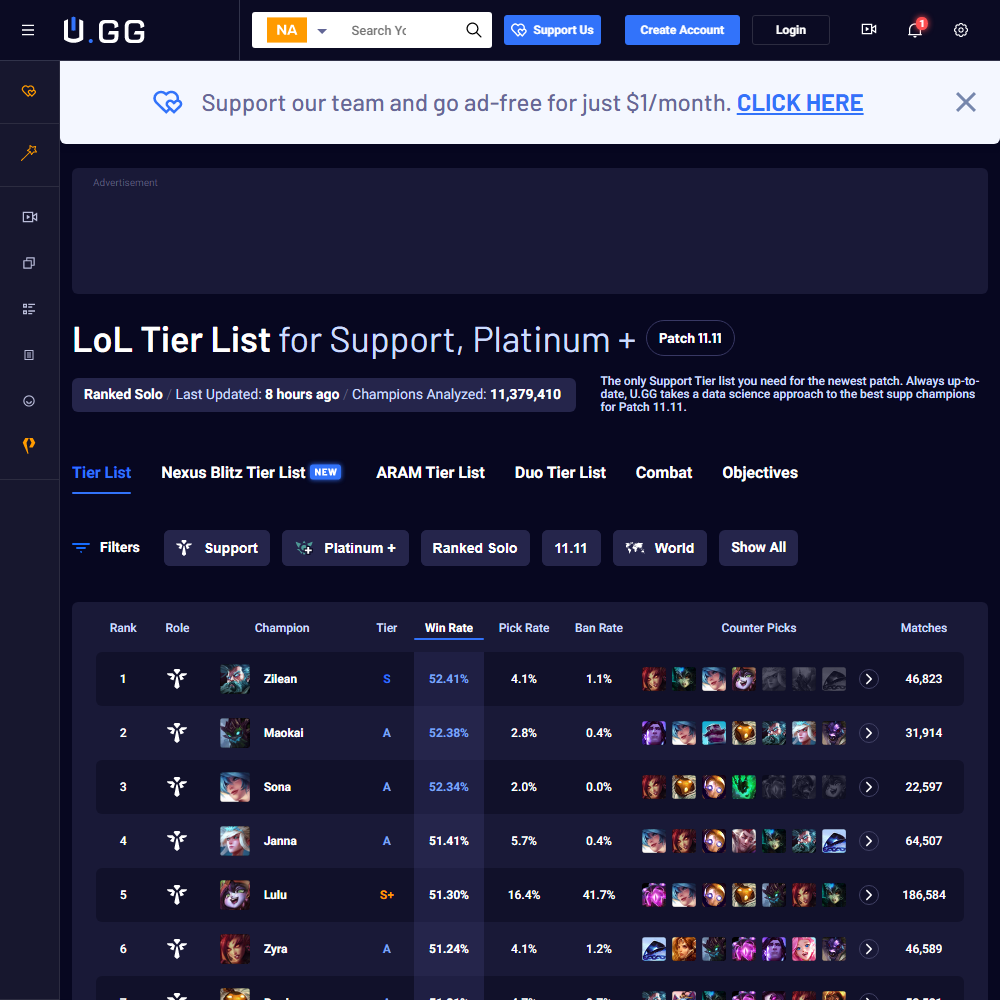 U.GG
NA
Search Yo
Support Us
Create Account
Login
1
Support our team and go ad-free for just $1/month. CLICK HERE
Advertisement
LoL Tier List for Support, Platinum +
Patch 11.11
Ranked Solo / Last Updated: 8 hours ago / Champions Analyzed: 11,379,410
The only Support Tier list you need for the newest patch. Always up-to-
date, U.GG takes a data science approach to the best supp champions
for Patch 11.11.
Tier List
Nexus Blitz Tier List NEW
ARAM Tier List
Duo Tier List
Combat
Objectives
Filters
Support
Platinum +
Ranked Solo
11.11
World
Show All
Rank Role Champion Tier Win Rate Pick Rate Ban Rate Counter Picks Matches
1 Zilean S 52.41% 4.1% 1.1% 46,823
2 Maokai A 52.38% 2.8% 0.4% 31,914
3 Sona A 52.34% 2.0% 0.0% 22,597
4 Janna A 51.41% 5.7% 0.4% 64,507
5 Lulu S+ 51.30% 16.4% 41.7% 186,584
6 Zyra A 51.24% 4.1% 1.2% 46,589